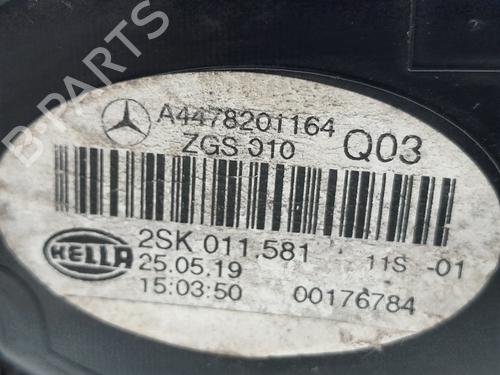 B-PARTS
A4478201164
ZGS 010 Q03
HELLA
2SK 011.581 11S -01
25.05.19
15:03:50 00176784